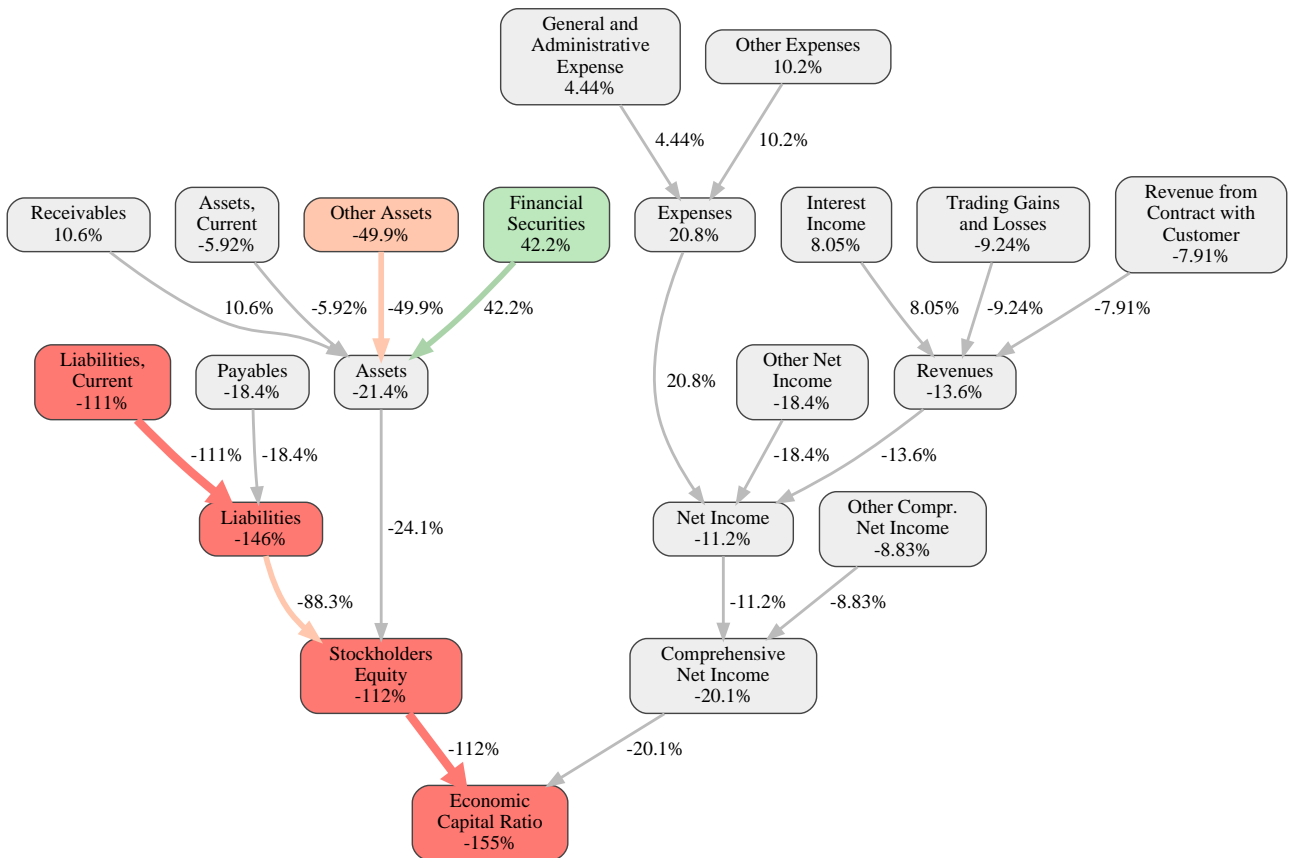 General and
Administrative
Expense
4.44%
Other Expenses
10.2%
4.44%
10.2%
Receivables
10.6%
Assets,
Current
-5.92%
Other Assets
-49.9%
Financial
Securities
42.2%
Expenses
20.8%
Interest
Income
8.05%
Trading Gains
and Losses
-9.24%
Revenue from
Contract with
Customer
-7.91%
10.6%
-5.92%
-49.9%
42.2%
8.05%
-9.24%
-7.91%
Liabilities,
Current
-111%
Payables
-18.4%
Assets
-21.4%
20.8%
Other Net
Income
-18.4%
Revenues
-13.6%
-111%
-18.4%
-18.4%
-13.6%
Liabilities
-146%
-24.1%
Net Income
-11.2%
Other Compr.
Net Income
-8.83%
-88.3%
-11.2%
-8.83%
Stockholders
Equity
-112%
Comprehensive
Net Income
-20.1%
-112%
-20.1%
Economic
Capital Ratio
-155%